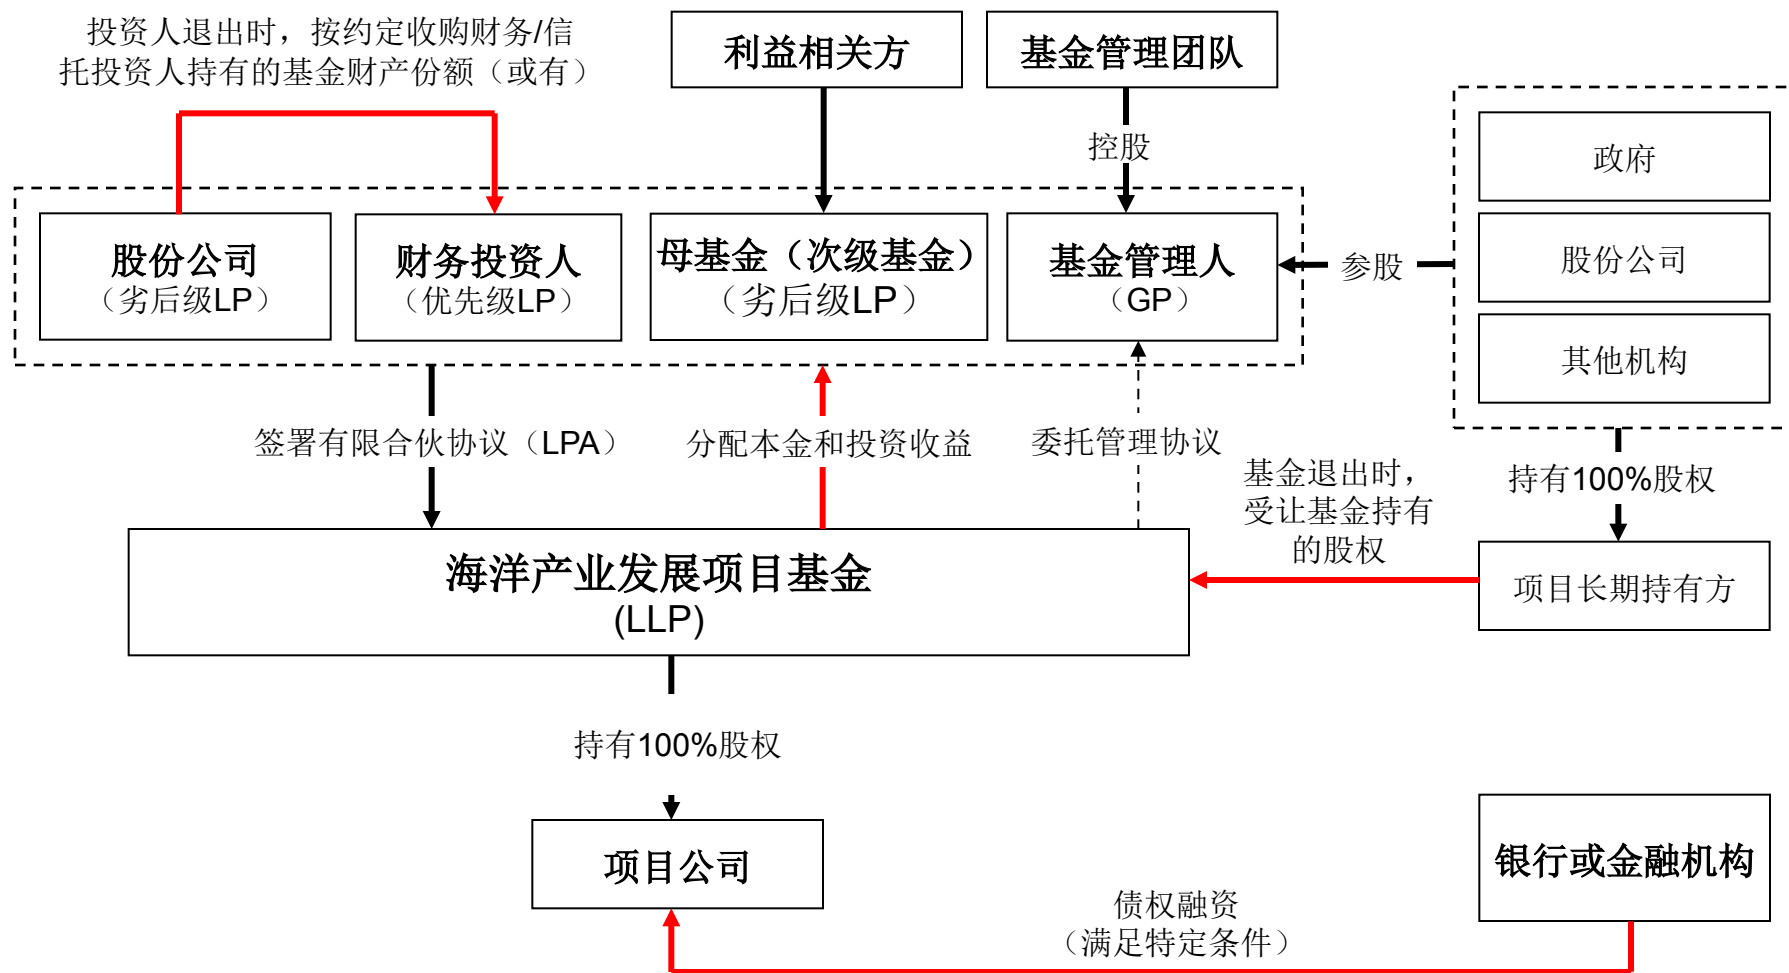 投资人退出时，按约定收购财务/信
托投资人持有的基金财产份额（或有）
利益相关方
基金管理团队
控股
政府
股份公司
其他机构
股份公司
（劣后级LP）
财务投资人
（优先级LP）
母基金（次级基金）
（劣后级LP）
基金管理人
（GP）
参股
签署有限合伙协议（LPA）
分配本金和投资收益
委托管理协议
基金退出时，
受让基金持有
的股权
持有100%股权
海洋产业发展项目基金
(LLP)
项目长期持有方
持有100%股权
项目公司
银行或金融机构
债权融资
（满足特定条件）